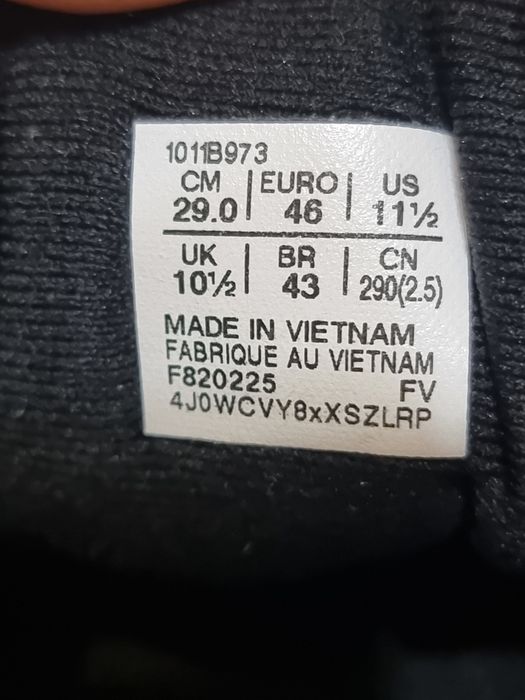 1011B973
CM | EURO | US
29.0 | 46 | 11½
UK | BR | CN
10½ | 43 | 290(2.5)
MADE IN VIETNAM
FABRIQUE AU VIETNAM
F820225 FV
4J0WCVY8xXSZLRP